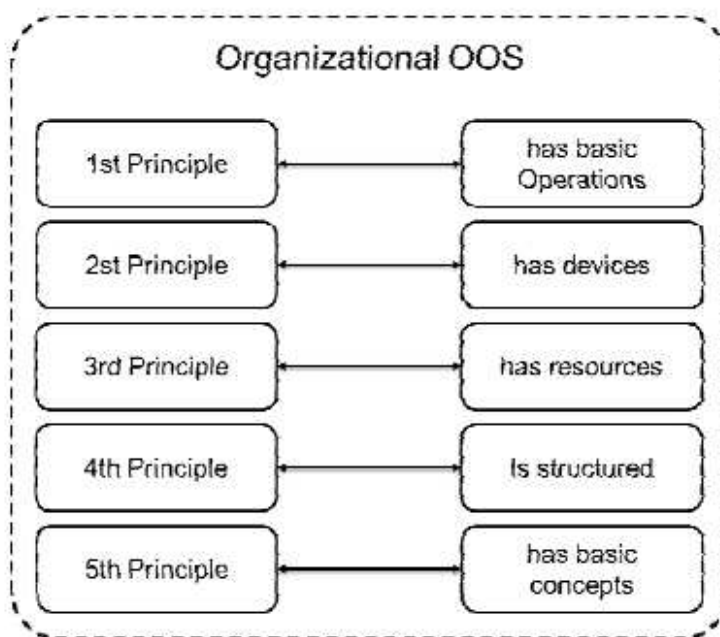 Organizational OOS
1st Principle
has basic
Operations
2st Principle
has devices
3rd Principle
has resources
4th Principle
Is structured
5th Principle
has basic
concepts